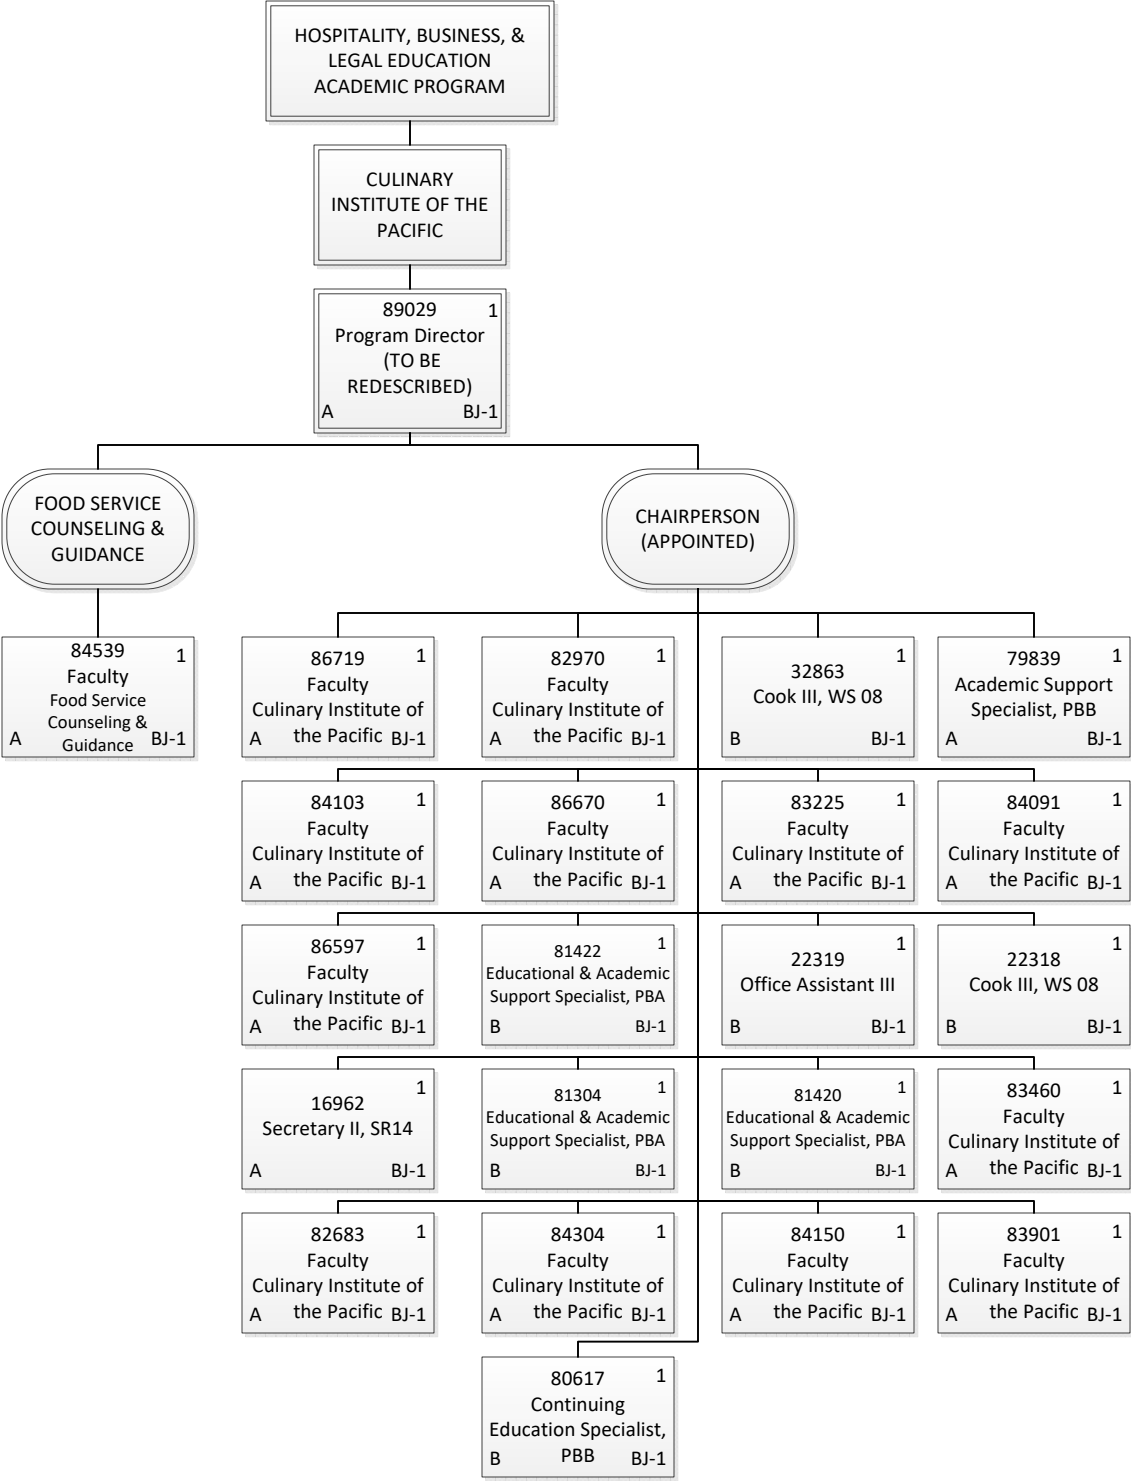 HOSPITALITY, BUSINESS, &
LEGAL EDUCATION
ACADEMIC PROGRAM
CULINARY
INSTITUTE OF THE
PACIFIC
89029 1
Program Director
(TO BE
REDESCRIBED)
A BJ-1
FOOD SERVICE
COUNSELING &
GUIDANCE
CHAIRPERSON
(APPOINTED)
84539 1
Faculty
Food Service
Counseling &
A Guidance BJ-1
86719 1
Faculty
Culinary Institute of
A the Pacific BJ-1
82970 1
Faculty
Culinary Institute of
A the Pacific BJ-1
32863 1
Cook III, WS 08
B BJ-1
79839 1
Academic Support
Specialist, PBB
A BJ-1
84103 1
Faculty
Culinary Institute of
A the Pacific BJ-1
86670 1
Faculty
Culinary Institute of
A the Pacific BJ-1
83225 1
Faculty
Culinary Institute of
A the Pacific BJ-1
84091 1
Faculty
Culinary Institute of
A the Pacific BJ-1
86597 1
Faculty
Culinary Institute of
A the Pacific BJ-1
81422 1
Educational & Academic
Support Specialist, PBA
B BJ-1
22319 1
Office Assistant III
B BJ-1
22318 1
Cook III, WS 08
B BJ-1
16962 1
Secretary II, SR14
A BJ-1
81304 1
Educational & Academic
Support Specialist, PBA
B BJ-1
81420 1
Educational & Academic
Support Specialist, PBA
B BJ-1
83460 1
Faculty
Culinary Institute of
A the Pacific BJ-1
82683 1
Faculty
Culinary Institute of
A the Pacific BJ-1
84304 1
Faculty
Culinary Institute of
A the Pacific BJ-1
84150 1
Faculty
Culinary Institute of
A the Pacific BJ-1
83901 1
Faculty
Culinary Institute of
A the Pacific BJ-1
80617 1
Continuing
Education Specialist,
B PBB BJ-1